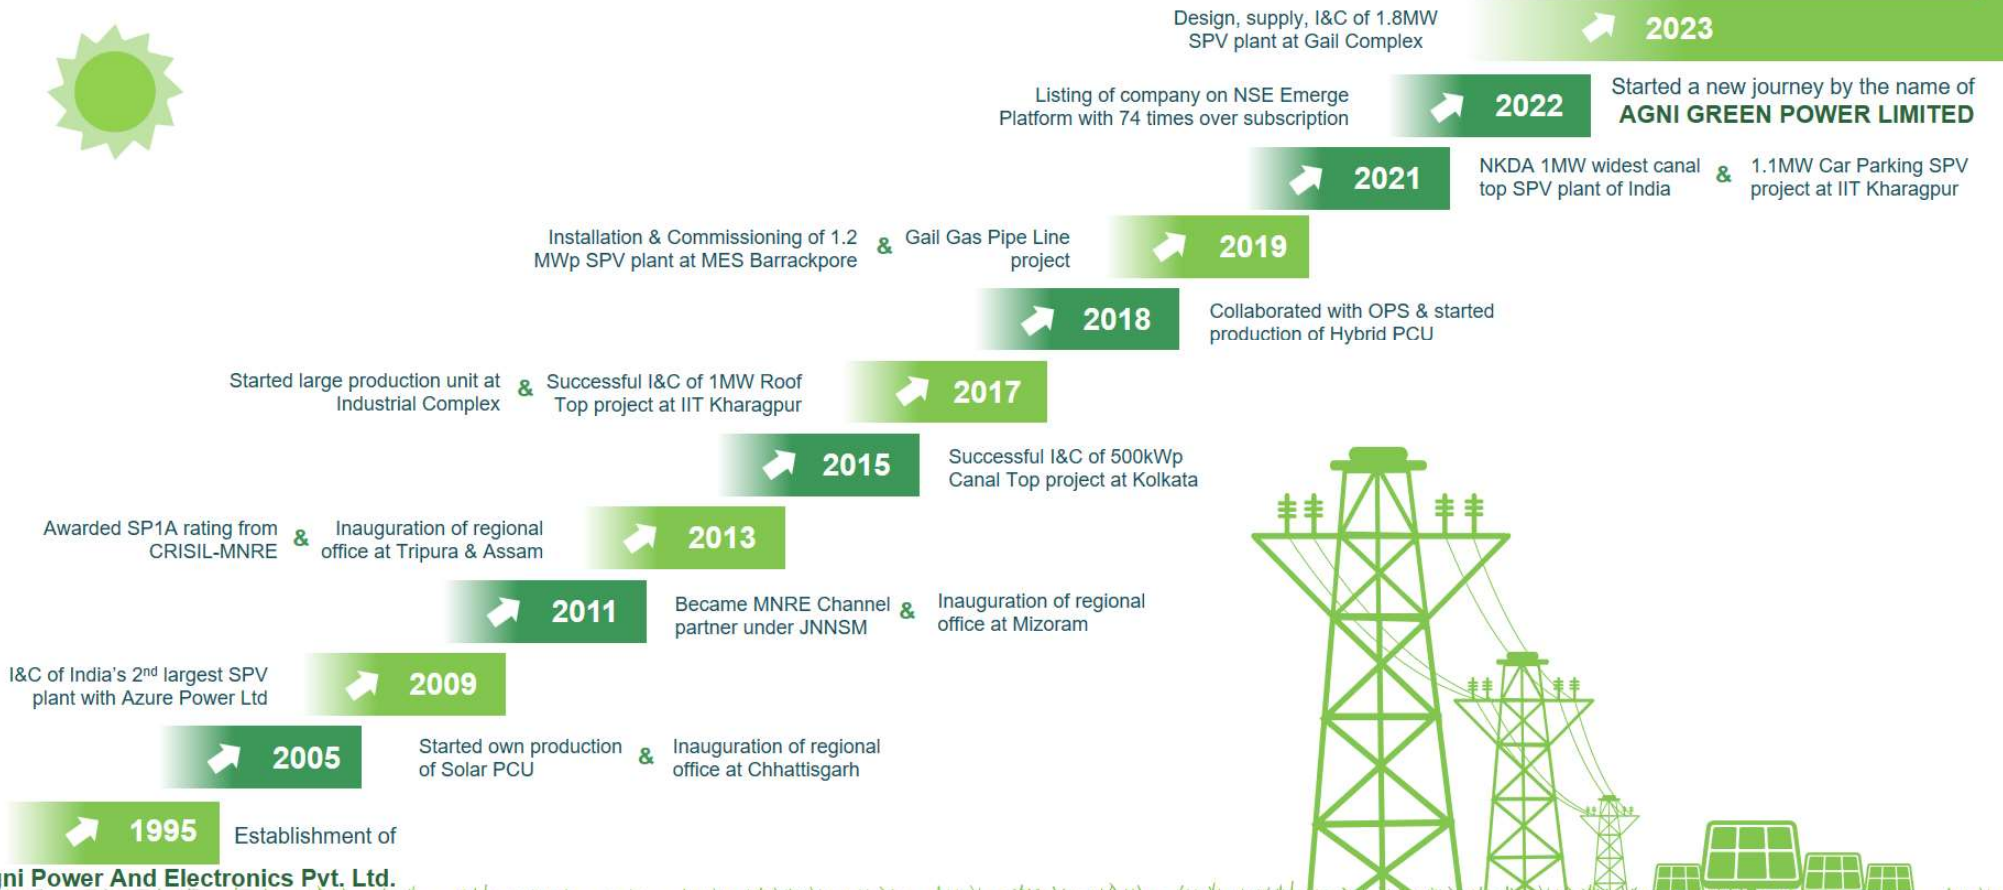 Design, supply, I&C of 1.8MW
SPV plant at Gail Complex
2023
Listing of company on NSE Emerge
Platform with 74 times over subscription
2022
Started a new journey by the name of
AGNI GREEN POWER LIMITED
2021
NKDA 1MW widest canal
top SPV plant of India
&
1.1MW Car Parking SPV
project at IIT Kharagpur
Installation & Commissioning of 1.2
MWp SPV plant at MES Barrackpore
&
Gail Gas Pipe Line
project
2019
2018
Collaborated with OPS & started
production of Hybrid PCU
Started large production unit at
Industrial Complex
&
Successful I&C of 1MW Roof
Top project at IIT Kharagpur
2017
2015
Successful I&C of 500kWp
Canal Top project at Kolkata
Awarded SP1A rating from
CRISIL-MNRE
&
Inauguration of regional
office at Tripura & Assam
2013
2011
Became MNRE Channel
partner under JNNSM
&
Inauguration of regional
office at Mizoram
I&C of India's 2nd largest SPV
plant with Azure Power Ltd
2009
2005
Started own production
of Solar PCU
&
Inauguration of regional
office at Chhattisgarh
1995
Establishment of
gni Power And Electronics Pvt. Ltd.